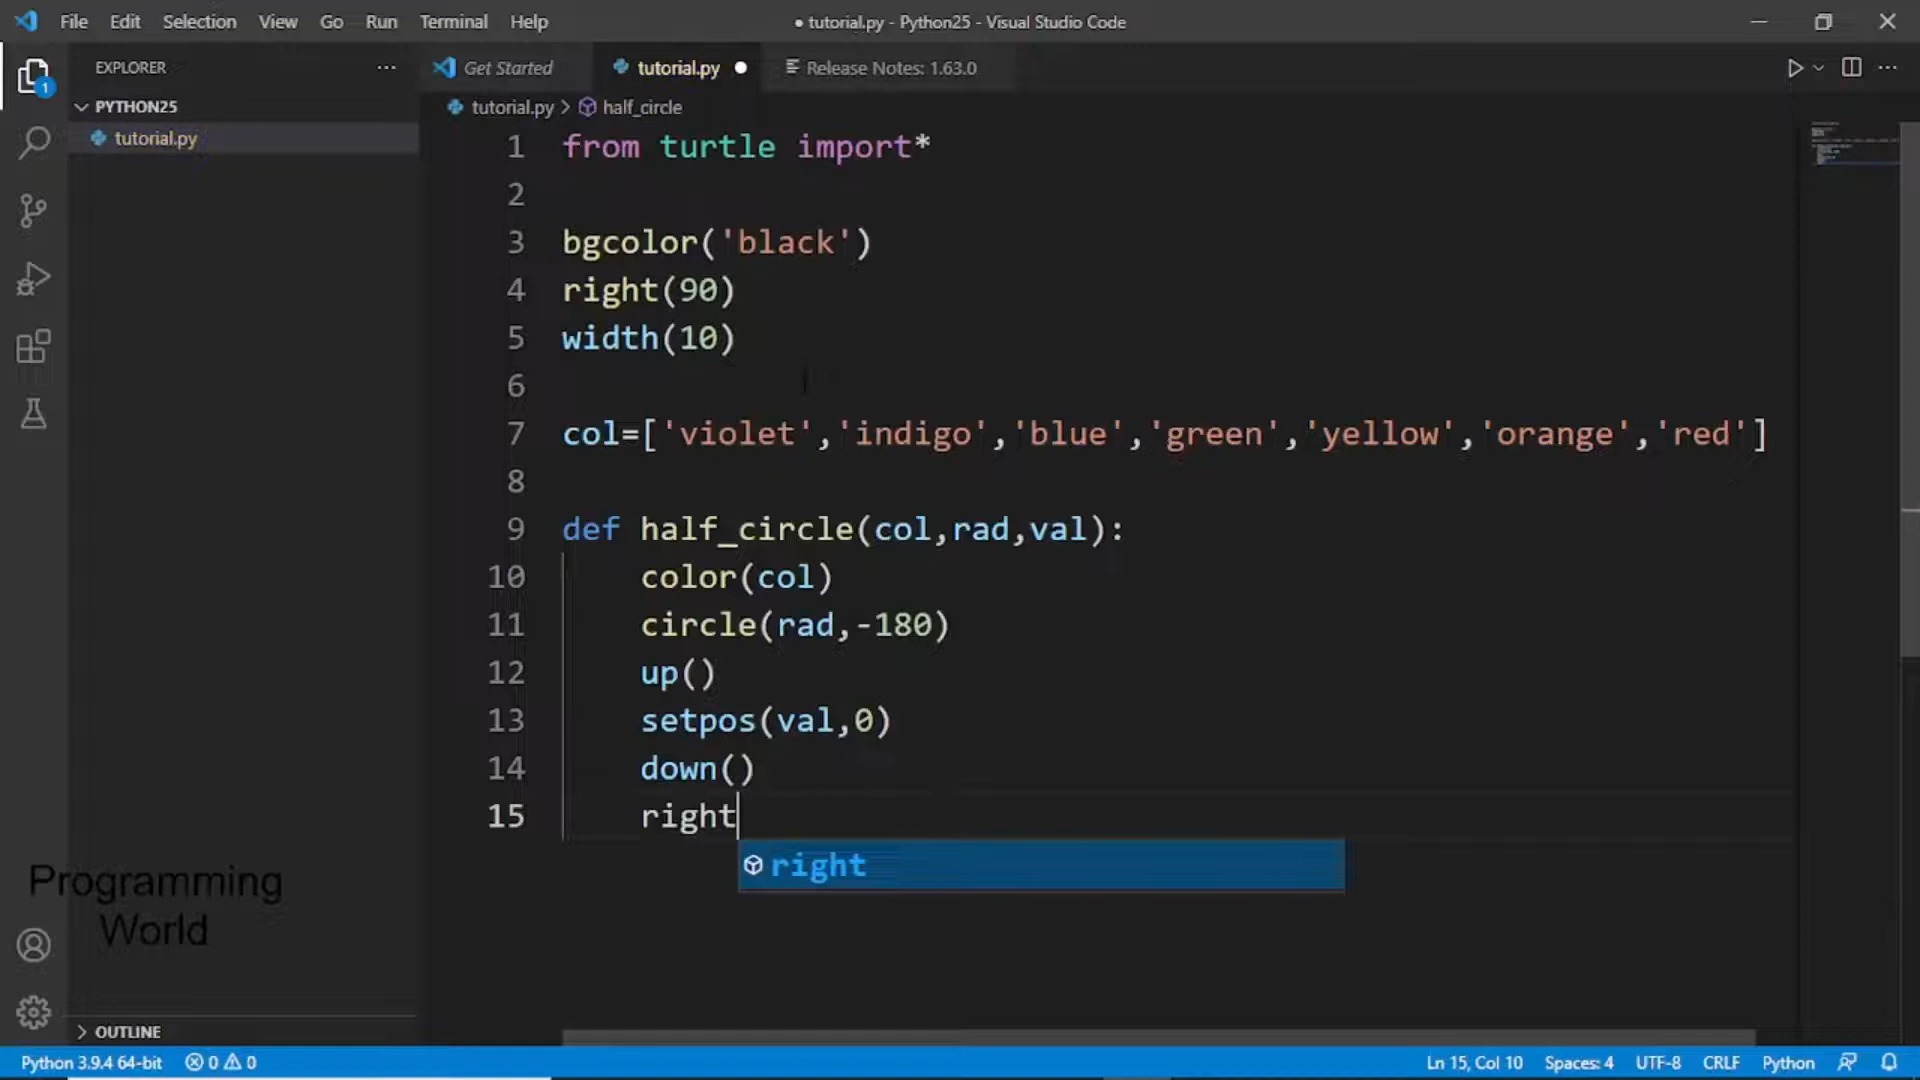 File Edit Selection View Go Run Terminal Help
● tutorial.py - Python25 - Visual Studio Code
EXPLORER
Get Started
tutorial.py
Release Notes: 1.63.0
1
PYTHON25
tutorial.py > half_circle
tutorial.py
1 from turtle import*
2
3 bgcolor('black')
4 right(90)
5 width(10)
6
7 col=['violet','indigo','blue','green','yellow','orange','red']
8
9 def half_circle(col,rad,val):
10 color(col)
11 circle(rad,-180)
12 up()
13 setpos(val,0)
14 down()
15 right
right
Programming
World
OUTLINE
Python 3.9.4 64-bit 0 0 Ln 15, Col 10 Spaces: 4 UTF-8 CRLF Python